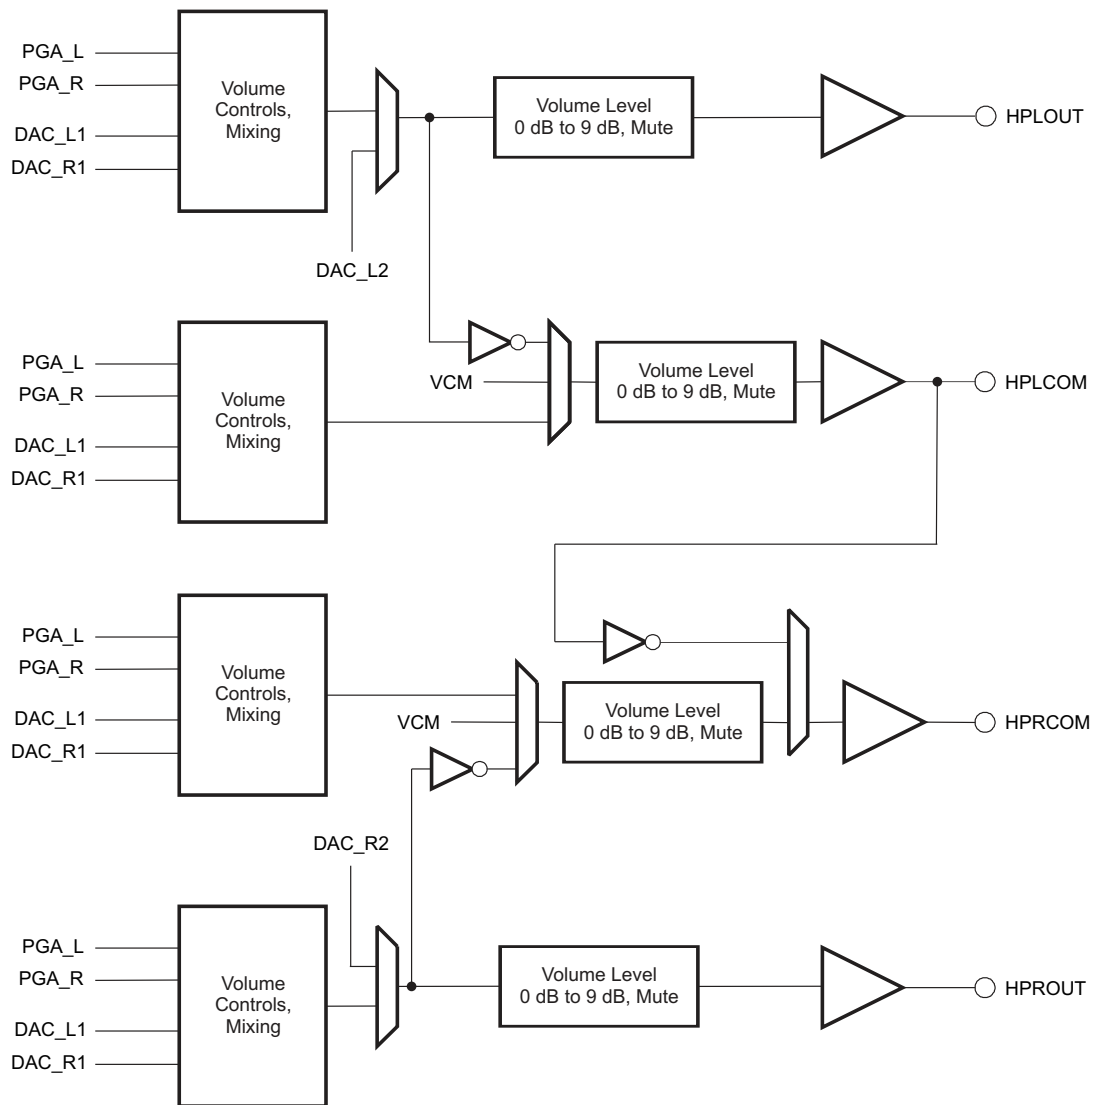 PGA_L
PGA_R
DAC_L1
DAC_R1
Volume
Controls,
Mixing
DAC_L2
Volume Level
0 dB to 9 dB, Mute
HPLOUT
PGA_L
PGA_R
DAC_L1
DAC_R1
Volume
Controls,
Mixing
VCM
Volume Level
0 dB to 9 dB, Mute
HPLCOM
PGA_L
PGA_R
DAC_L1
DAC_R1
Volume
Controls,
Mixing
VCM
Volume Level
0 dB to 9 dB, Mute
HPRCOM
DAC_R2
PGA_L
PGA_R
DAC_L1
DAC_R1
Volume
Controls,
Mixing
Volume Level
0 dB to 9 dB, Mute
HPROUT